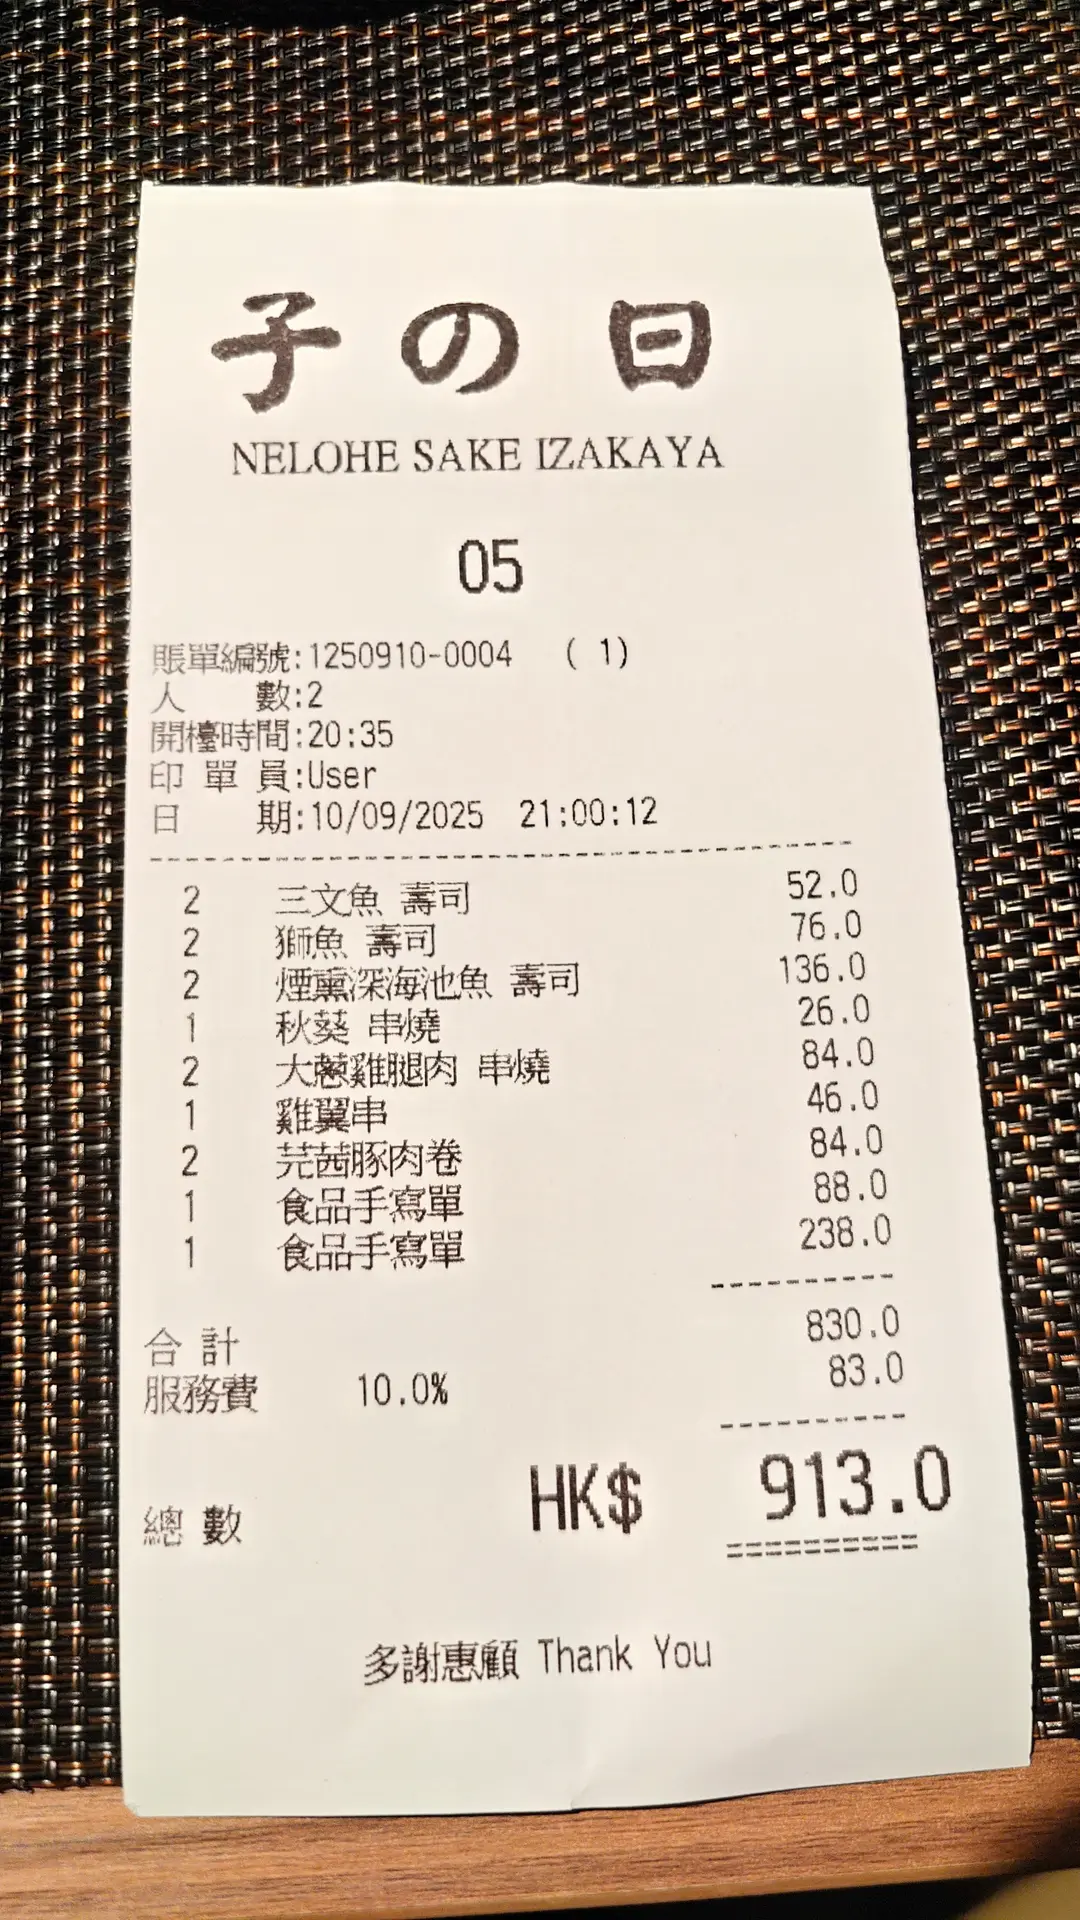 子の日
NELOHE SAKE IZAKAYA
05
賬單編號:1250910-0004 ( 1)
人 數:2
開檯時間:20:35
印 單 員:User
日 期:10/09/2025 21:00:12
2 三文魚 壽司 52.0
2 獅魚 壽司 76.0
2 煙熏深海池魚 壽司 136.0
1 秋葵 串燒 26.0
2 大蔥雞腿肉 串燒 84.0
1 雞翼串 46.0
2 芫茜豚肉卷 84.0
1 食品手寫單 88.0
1 食品手寫單 238.0
合 計 830.0
服務費 10.0% 83.0
總 數 HK$ 913.0
多謝惠顧 Thank You